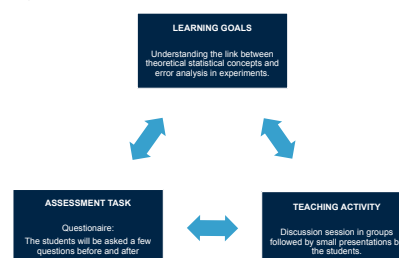 LEARNING GOALS
Understanding the link between
theoretical statistical concepts and
error analysis in experiments.
ASSESSMENT TASK
Questionaire:
The students will be asked a few
questions before and after
TEACHING ACTIVITY
Discussion session in groups
followed by small presentations
the students.